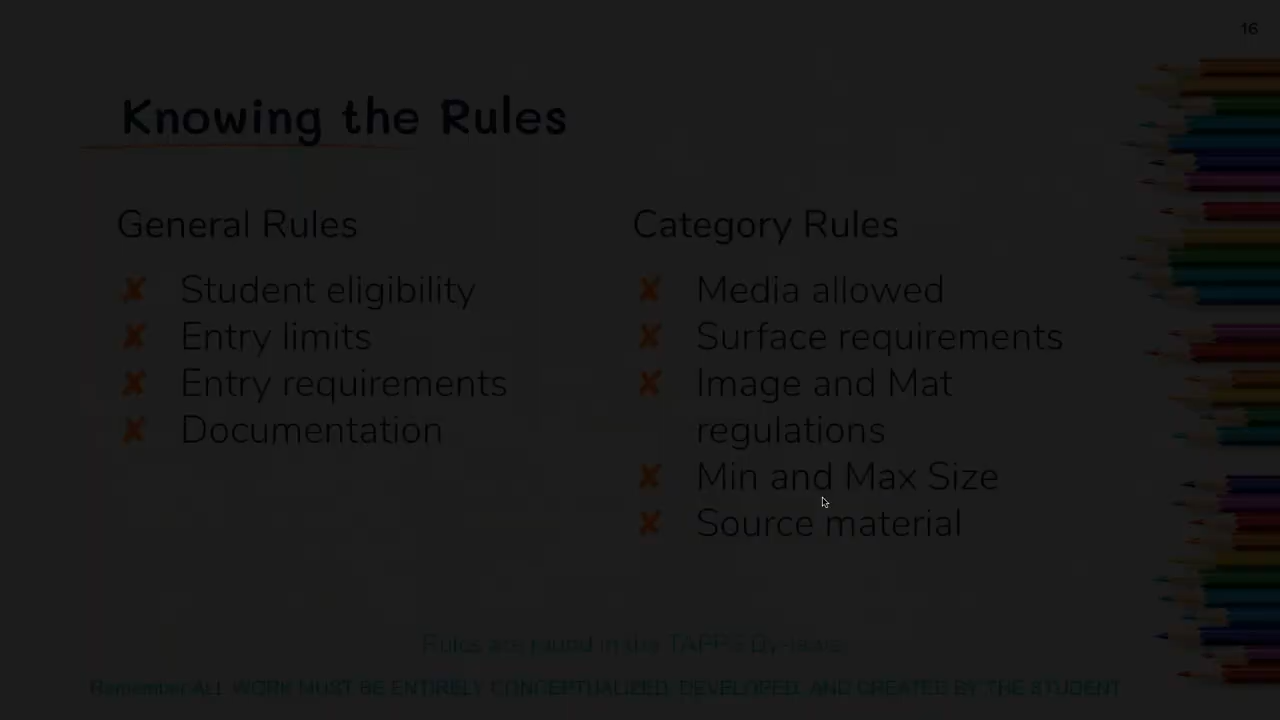 16
Knowing the Rules
General Rules
✘ Student eligibility
✘ Entry limits
✘ Entry requirements
✘ Documentation
Category Rules
✘ Media allowed
✘ Surface requirements
✘ Image and Mat
regulations
✘ Min and Max Size
✘ Source material
Rules are found in the TAPPS By-laws
Remember ALL WORK MUST BE ENTIRELY CONCEPTUALIZED, DEVELOPED, AND CREATED BY THE STUDENT